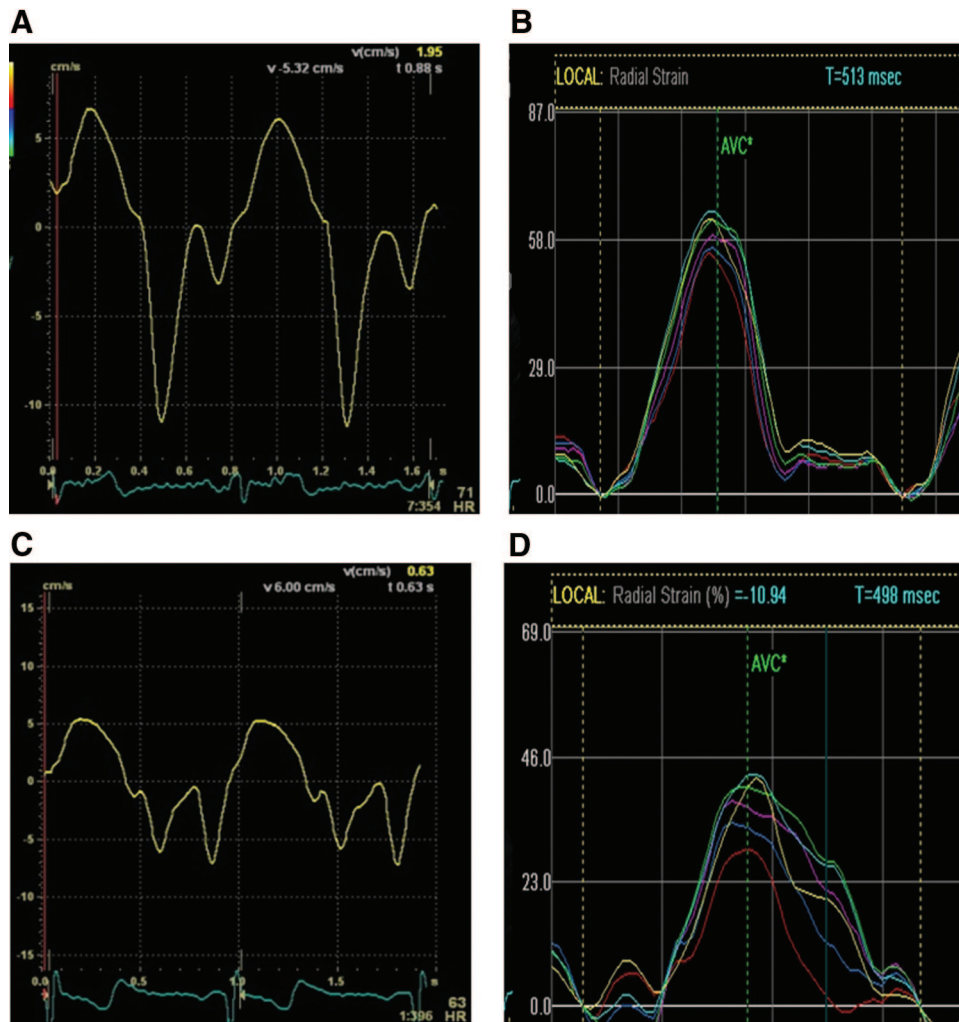 A
v(cm/s) 1.95
cm/s
v -5.32 cm/s t 0.88 s
5
0
-5
-10
0.0 0.2 0.4 0.6 0.8 1.0 1.2 1.4 1.6 s
71
7:354 HR
B
LOCAL: Radial Strain T=513 msec
87.0
AVC*
58.0
29.0
0.0
C
v(cm/s) 0.63
cm/s
v 6.00 cm/s t 0.63 s
15
10
5
0
-5
-10
-15
0.0 0.5 1.0 1.5 s
63
1:396 HR
D
LOCAL: Radial Strain (%) =-10.94 T=498 msec
69.0
AVC*
46.0
23.0
0.0